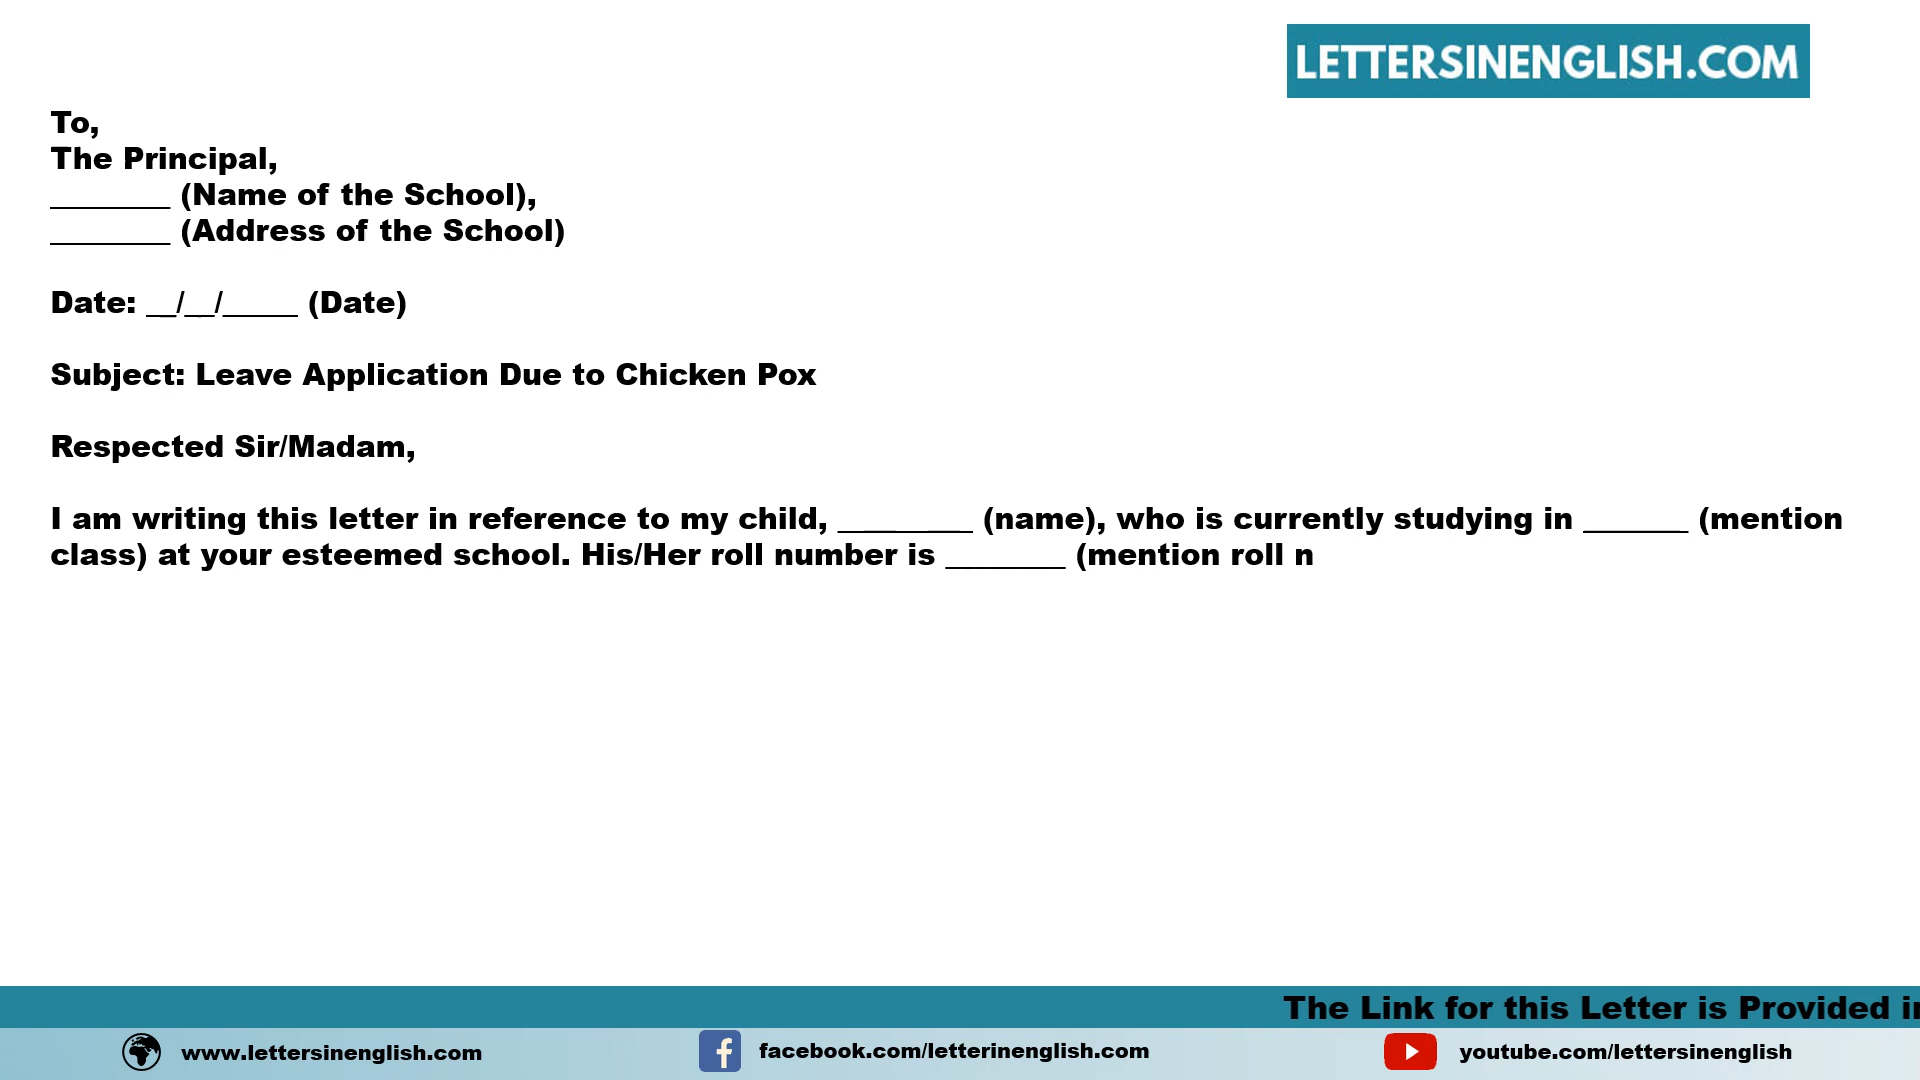 LETTERSINENGLISH.COM
To,
The Principal,
________ (Name of the School),
________ (Address of the School)
Date: __/__/_____ (Date)
Subject: Leave Application Due to Chicken Pox
Respected Sir/Madam,
I am writing this letter in reference to my child, _________ (name), who is currently studying in _______ (mention
class) at your esteemed school. His/Her roll number is ________ (mention roll n
The Link for this Letter is Provided in
www.lettersinenglish.com
facebook.com/letterinenglish.com
youtube.com/lettersinenglish